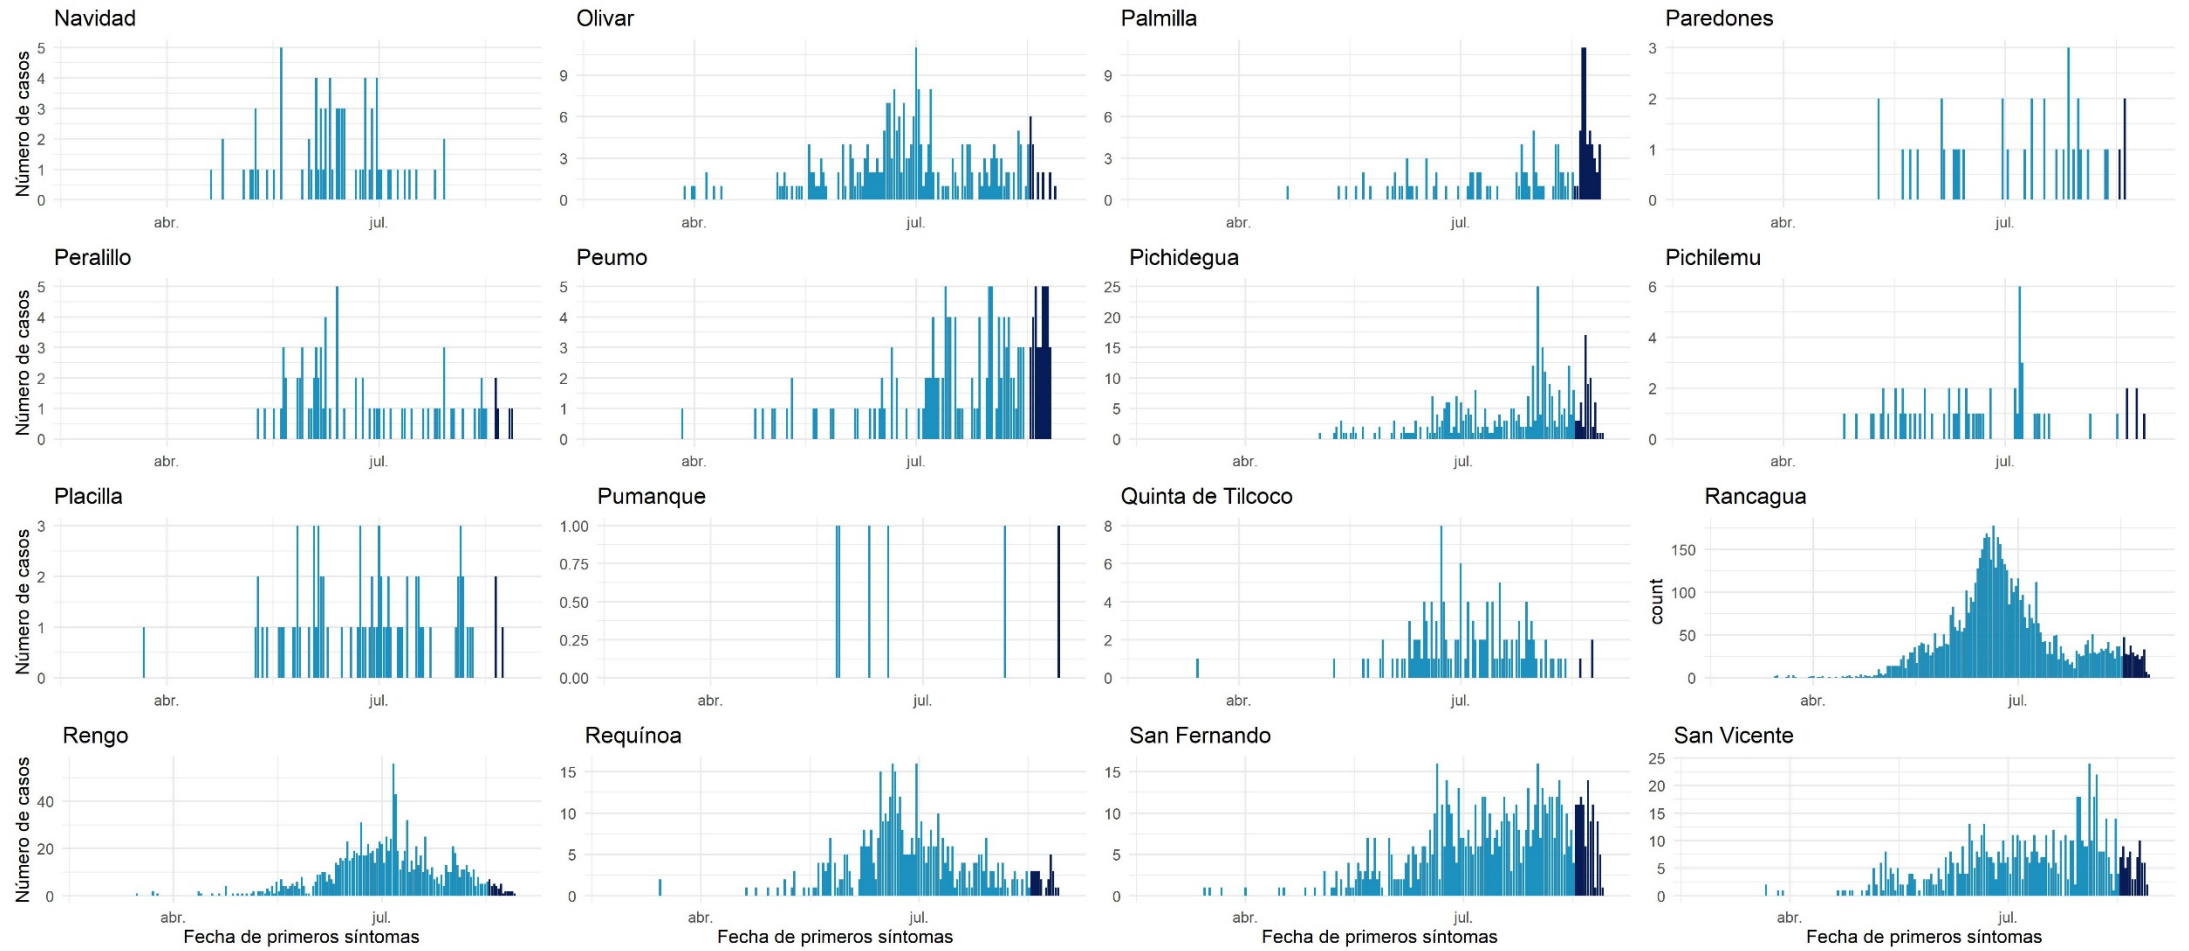 Navidad
Olivar
Palmilla
Paredones
Número de casos
5
4
3
2
1
0
abr.
jul.
9
6
3
0
abr.
jul.
9
6
3
0
abr.
jul.
3
2
1
0
abr.
jul.
Peralillo
Peumo
Pichidegua
Pichilemu
Número de casos
5
4
3
2
1
0
abr.
jul.
5
4
3
2
1
0
abr.
jul.
25
20
15
10
5
0
abr.
jul.
6
4
2
0
abr.
jul.
Placilla
Pumanque
Quinta de Tilcoco
Rancagua
Número de casos
3
2
1
0
abr.
jul.
1.00
0.75
0.50
0.25
0.00
abr.
jul.
8
6
4
2
0
abr.
jul.
count
150
100
50
0
abr.
jul.
Rengo
Requínoa
San Fernando
San Vicente
Número de casos
40
20
0
abr.
jul.
Fecha de primeros síntomas
15
10
5
0
abr.
jul.
Fecha de primeros síntomas
15
10
5
0
abr.
jul.
Fecha de primeros síntomas
25
20
15
10
5
0
abr.
jul.
Fecha de primeros síntomas